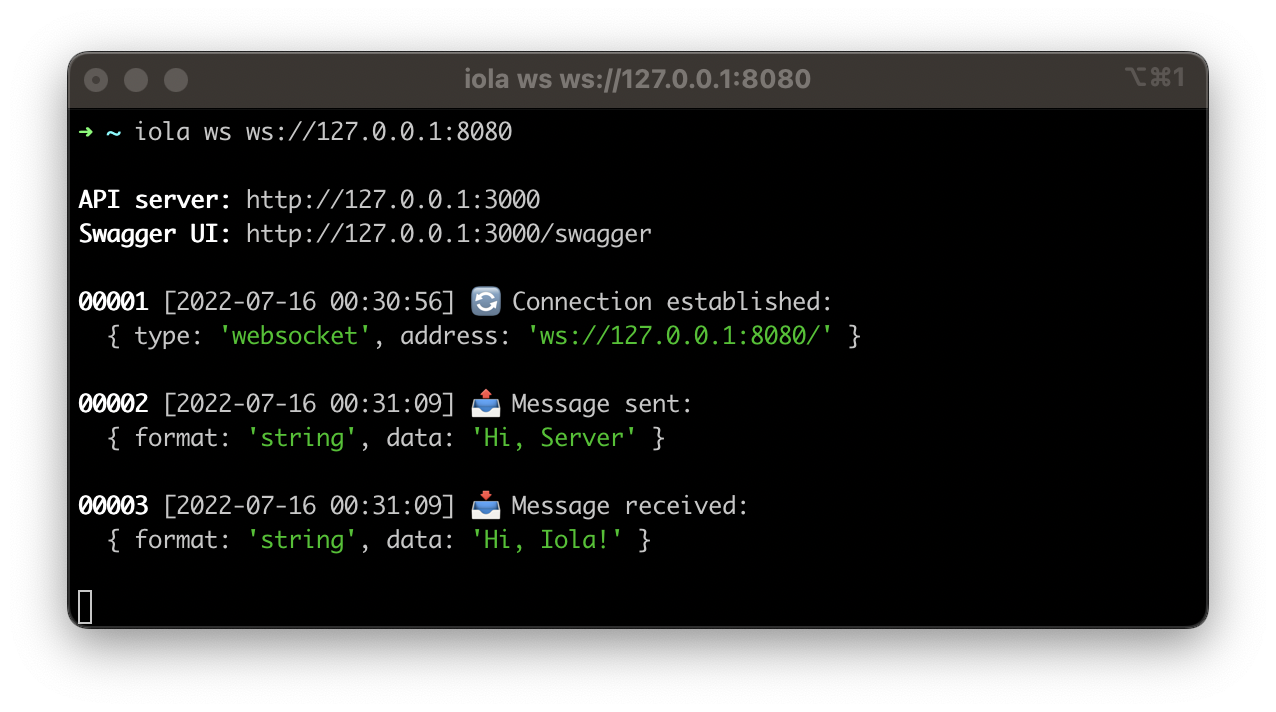 iola ws ws://127.0.0.1:8080
⌥⌘1
➜ ~ iola ws ws://127.0.0.1:8080
API server: http://127.0.0.1:3000
Swagger UI: http://127.0.0.1:3000/swagger
00001 [2022-07-16 00:30:56] 🔄 Connection established:
{ type: 'websocket', address: 'ws://127.0.0.1:8080/' }
00002 [2022-07-16 00:31:09] 📤 Message sent:
{ format: 'string', data: 'Hi, Server' }
00003 [2022-07-16 00:31:09] 📥 Message received:
{ format: 'string', data: 'Hi, Iola!' }